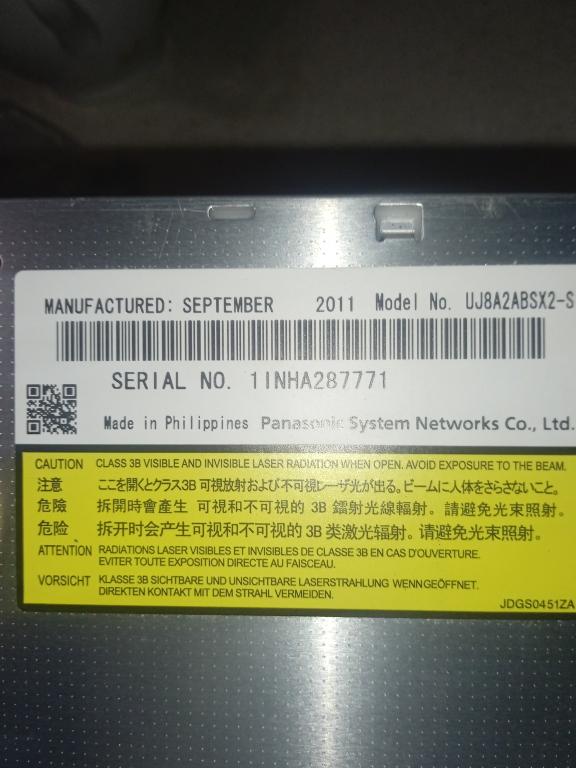 MANUFACTURED: SEPTEMBER 2011 Model No. UJ8A2ABSX2-S
SERIAL NO. 1INHA287771
Made in Philippines Panasonic System Networks Co., Ltd.
CAUTION CLASS 3B VISIBLE AND INVISIBLE LASER RADIATION WHEN OPEN. AVOID EXPOSURE TO THE BEAM.
注意 ここを開くとクラス3B 可視放射および不可視レーザ光が出る。ビームに人体をさらさないこと。
危險 拆開時會產生 可視和不可視的 3B 鐳射光線輻射。請避免光束照射。
危险 拆开时会产生可视和不可视的 3B 类激光辐射。请避免光束照射。
ATTENTION RADIATIONS LASER VISIBLES ET INVISIBLES DE CLASSE 3B EN CAS D'OUVERTURE.
EVITER TOUTE EXPOSITION DIRECTE AU FAISCEAU.
VORSICHT KLASSE 3B SICHTBARE UND UNSICHTBARE LASERSTRAHLUNG WENNGEÖFFNET.
DIREKTEN KONTAKT MIT DEM STRAHL VERMEIDEN.
JDGS0451ZA